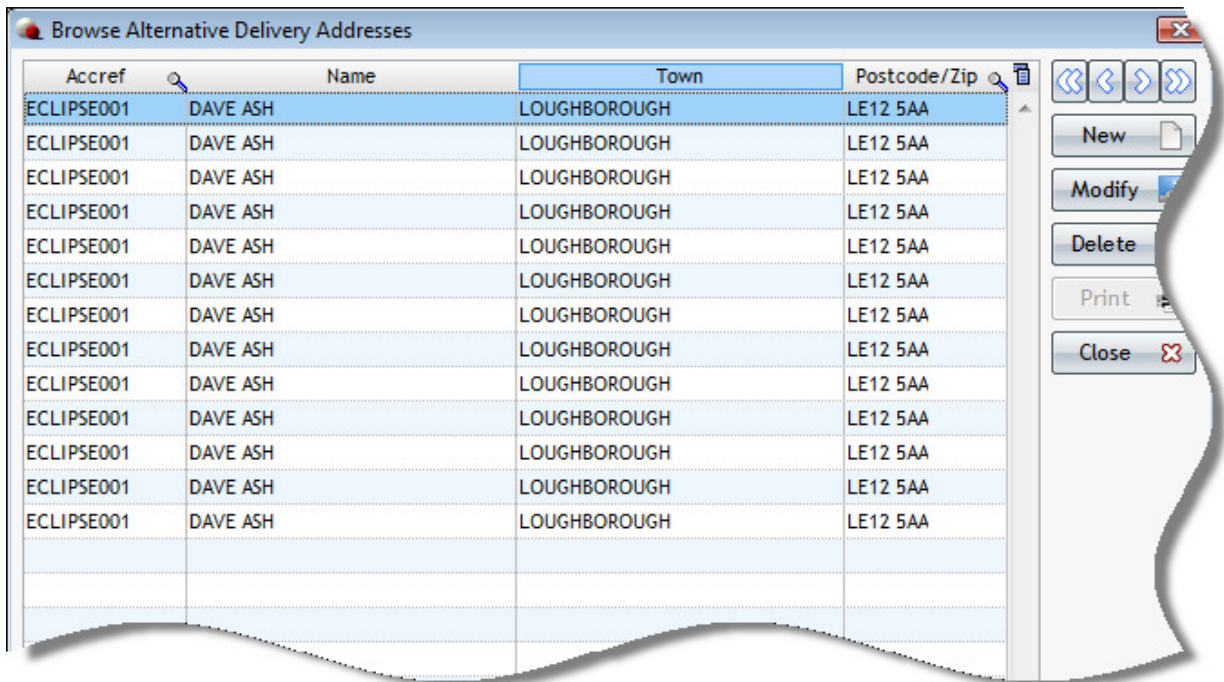 Browse Alternative Delivery Addresses
Accref Name Town Postcode/Zip
ECLIPSE001 DAVE ASH LOUGHBOROUGH LE12 5AA
ECLIPSE001 DAVE ASH LOUGHBOROUGH LE12 5AA
ECLIPSE001 DAVE ASH LOUGHBOROUGH LE12 5AA
ECLIPSE001 DAVE ASH LOUGHBOROUGH LE12 5AA
ECLIPSE001 DAVE ASH LOUGHBOROUGH LE12 5AA
ECLIPSE001 DAVE ASH LOUGHBOROUGH LE12 5AA
ECLIPSE001 DAVE ASH LOUGHBOROUGH LE12 5AA
ECLIPSE001 DAVE ASH LOUGHBOROUGH LE12 5AA
ECLIPSE001 DAVE ASH LOUGHBOROUGH LE12 5AA
ECLIPSE001 DAVE ASH LOUGHBOROUGH LE12 5AA
ECLIPSE001 DAVE ASH LOUGHBOROUGH LE12 5AA
ECLIPSE001 DAVE ASH LOUGHBOROUGH LE12 5AA
ECLIPSE001 DAVE ASH LOUGHBOROUGH LE12 5AA
New
Modify
Delete
Print
Close